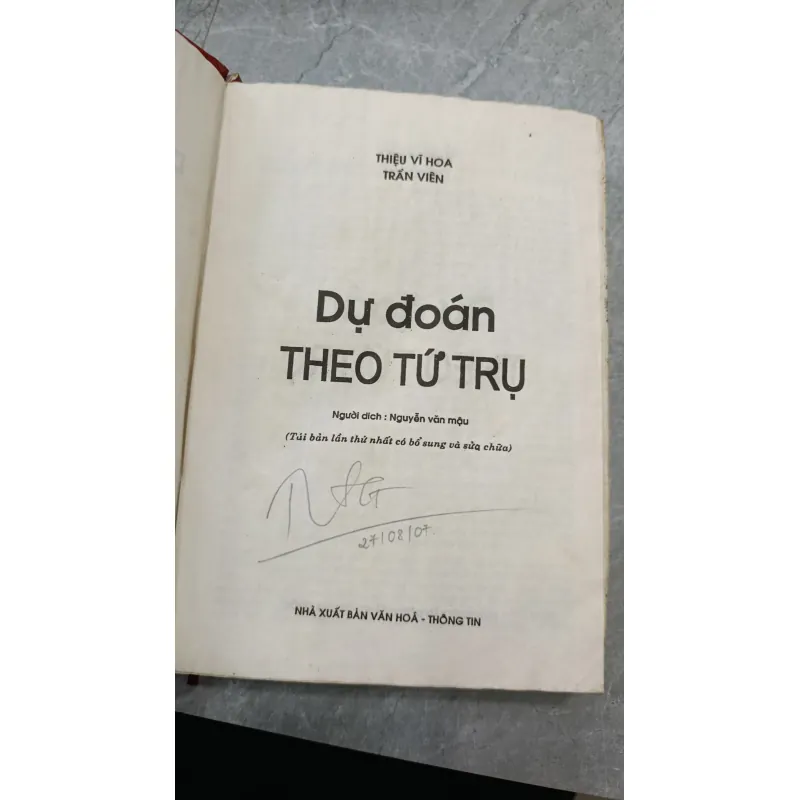 THIỆU VĨ HOA
TRẦN VIÊN
Dự đoán
THEO TỨ TRỤ
Người dich : Nguyễn văn mậu
(Tái bản lần thứ nhất có bổ sung và sửa chữa)
27/08/07.
NHÀ XUẤT BẢN VĂN HOÁ - THÔNG TIN